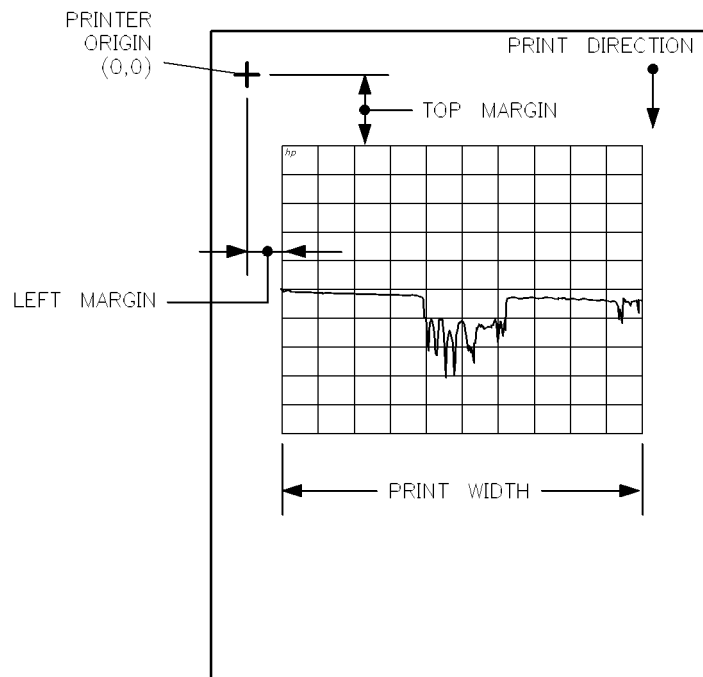 PRINTER
ORIGIN
(0,0)
PRINT DIRECTION
TOP MARGIN
hp
LEFT MARGIN
PRINT WIDTH